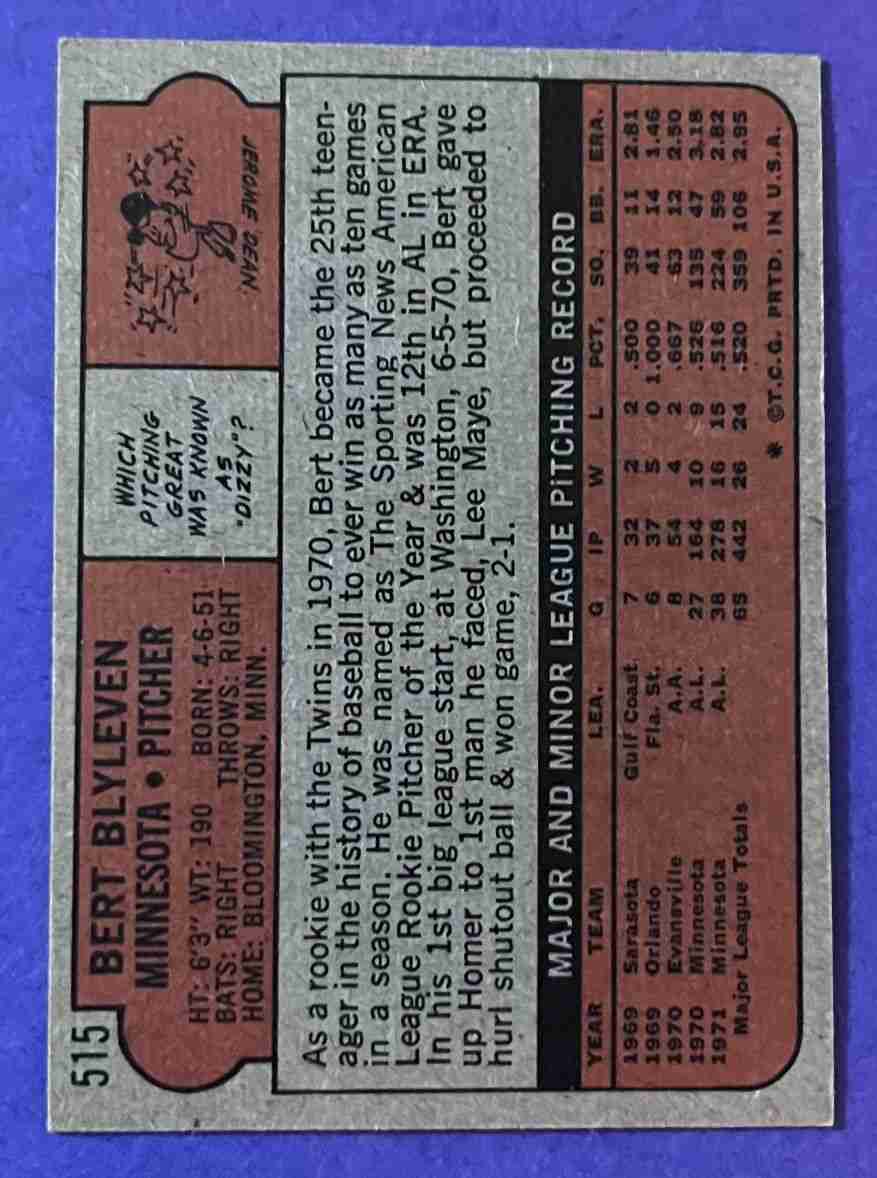 515
BERT BLYLEVEN
MINNESOTA • PITCHER
HT: 6'3" WT: 190 BORN: 4-6-51
BATS: RIGHT THROWS: RIGHT
HOME: BLOOMINGTON, MINN.
WHICH
PITCHING
GREAT
WAS KNOWN
AS
"DIZZY"?
JEROME DEAN.
As a rookie with the Twins in 1970, Bert became the 25th teen-
ager in the history of baseball to ever win as many as ten games
in a season. He was named as The Sporting News American
League Rookie Pitcher of the Year & was 12th in AL in ERA.
In his 1st big league start, at Washington, 6-5-70, Bert gave
up Homer to 1st man he faced, Lee Maye, but proceeded to
hurl shutout ball & won game, 2-1.
MAJOR AND MINOR LEAGUE PITCHING RECORD
YEAR TEAM LEA. G IP W L PCT. SO. BB. ERA.
1969 Sarasota Gulf Coast 7 32 2 2 .500 39 11 2.81
1969 Orlando Fla. St. 6 37 5 0 1.000 41 14 1.46
1970 Evansville A.A. 8 54 4 2 .667 63 12 2.50
1970 Minnesota A.L. 27 164 10 9 .526 135 47 3.18
1971 Minnesota A.L. 38 278 16 15 .516 224 59 2.82
Major League Totals 65 442 26 24 .520 359 106 2.95
* ©T.C.G. PRTD. IN U.S.A.